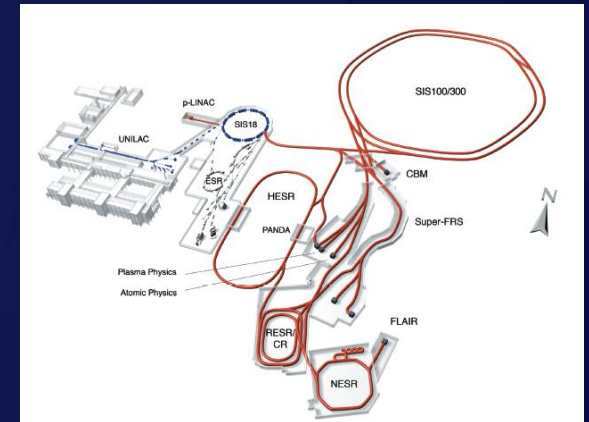 SIS100/300
p-LINAC
SIS18
UNILAC
CBM
ESR
HESR
N
Super-FRS
PANDA
Plasma Physics
Atomic Physics
FLAIR
RESR/
CR
NESR